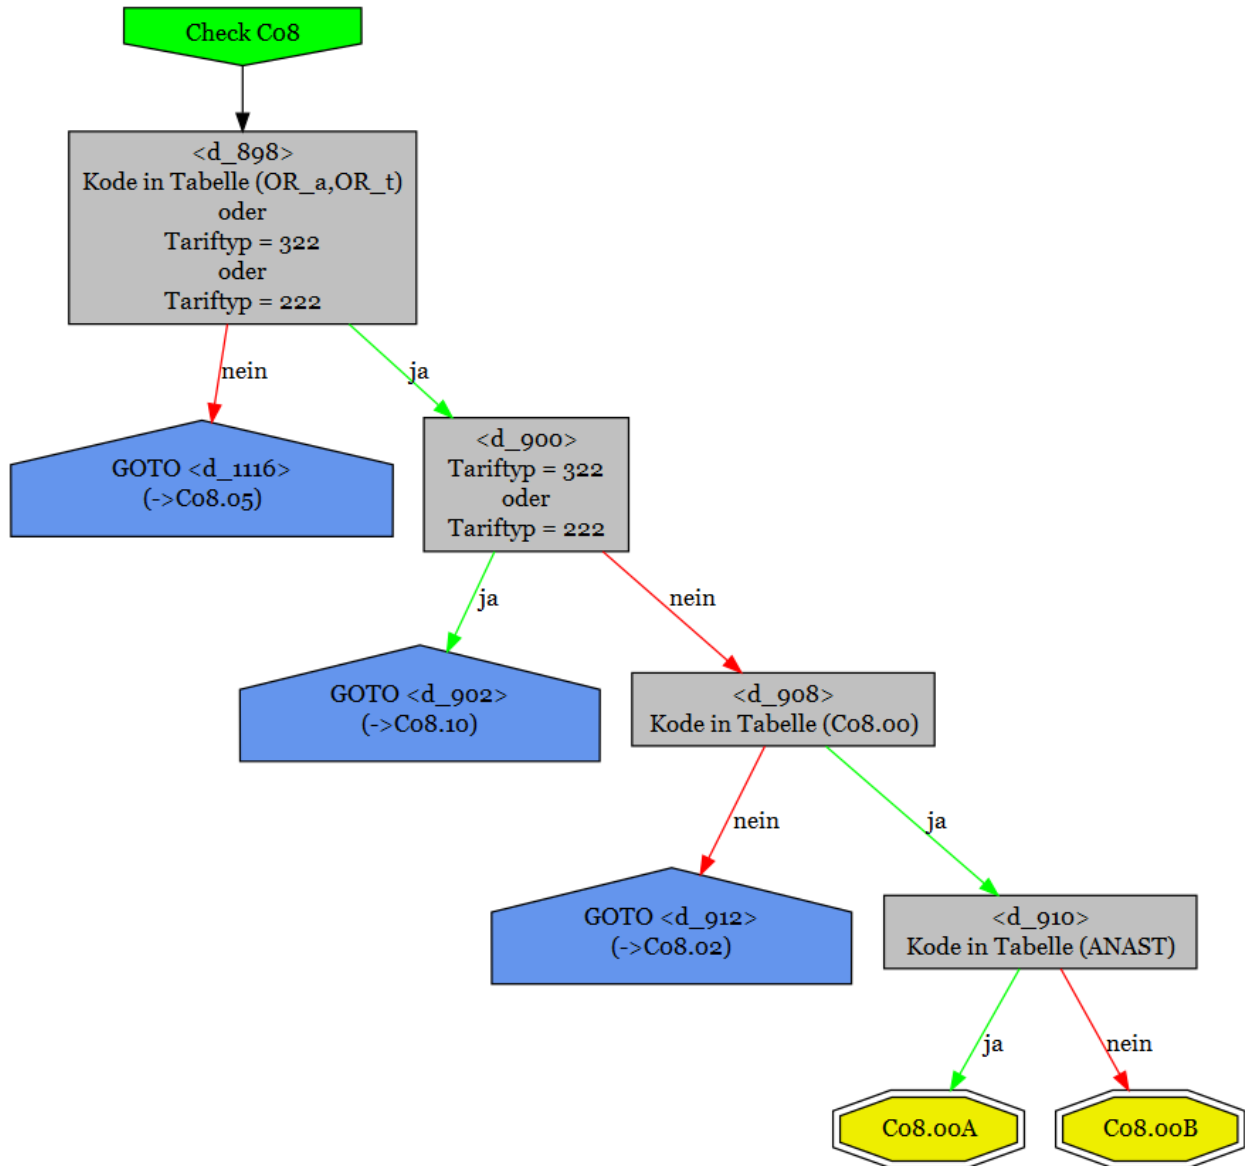 Check C08
<d_898>
Kode in Tabelle (OR_a,OR_t)
oder
Tariftyp = 322
oder
Tariftyp = 222
nein
ja
GOTO <d_1116>
(->C08.05)
<d_900>
Tariftyp = 322
oder
Tariftyp = 222
ja
nein
GOTO <d_902>
(->C08.10)
<d_908>
Kode in Tabelle (C08.00)
nein
ja
GOTO <d_912>
(->C08.02)
<d_910>
Kode in Tabelle (ANAST)
ja
nein
C08.00A
C08.00B